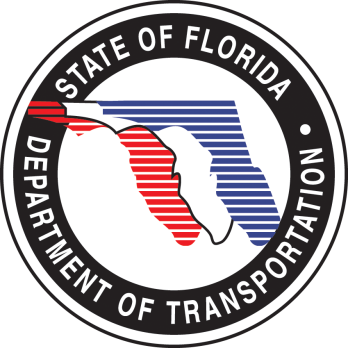 STATE OF FLORIDA
DEPARTMENT OF TRANSPORTATION